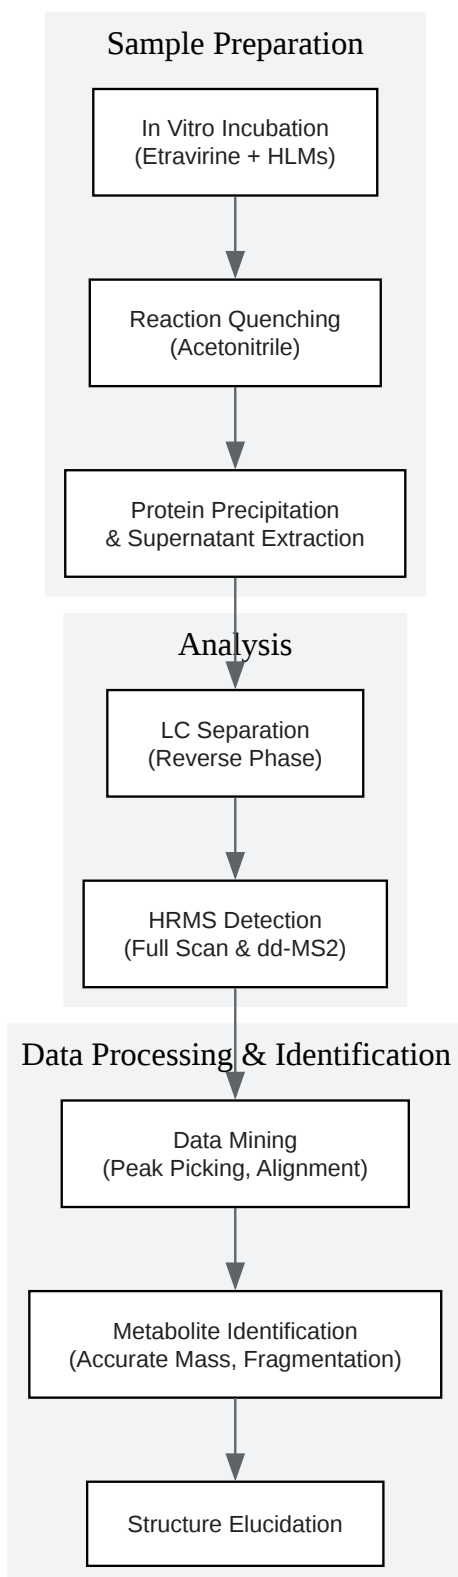 Sample Preparation
In Vitro Incubation
(Etravirine + HLMs)
Reaction Quenching
(Acetonitrile)
Protein Precipitation
& Supernatant Extraction
Analysis
LC Separation
(Reverse Phase)
HRMS Detection
(Full Scan & dd-MS2)
Data Processing & Identification
Data Mining
(Peak Picking, Alignment)
Metabolite Identification
(Accurate Mass, Fragmentation)
Structure Elucidation